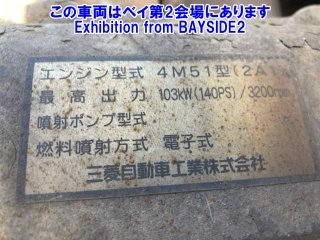 この車両はベイ第2会場にあります
Exhibition from BAYSIDE2
エンジン型式 4M51型(2A
最高出力 103kW(140PS)/3200rpm
噴射ポンプ型式
燃料噴射方式 電子式
三菱自動車工業株式会社